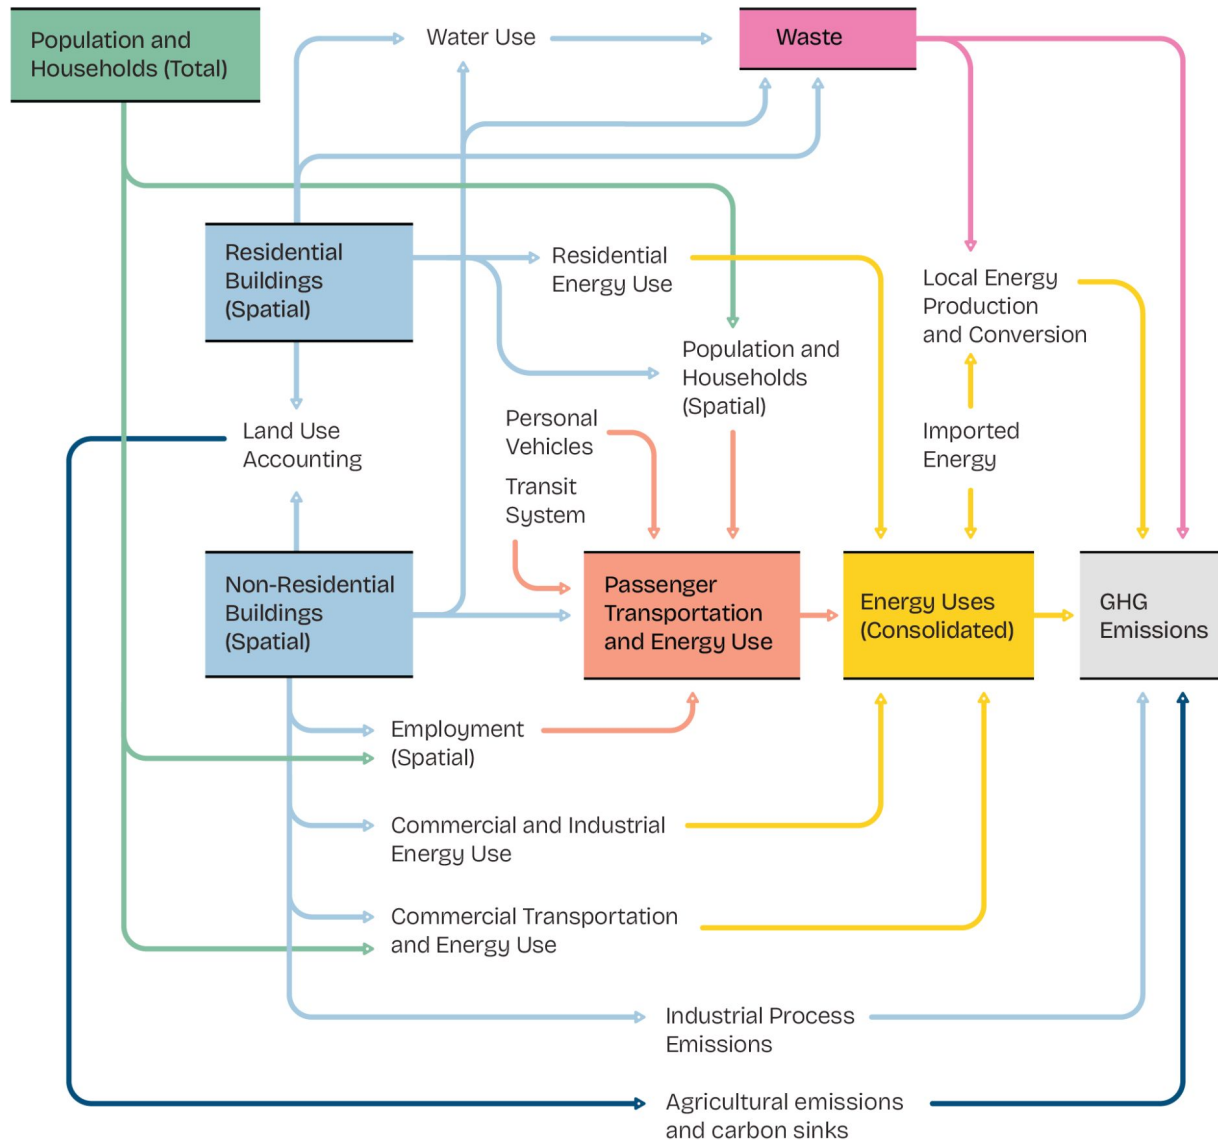 Population and
Households (Total)
Water Use
Waste
Residential
Buildings
(Spatial)
Residential
Energy Use
Local Energy
Production
and Conversion
Population and
Households
(Spatial)
Personal
Vehicles
Land Use
Accounting
Imported
Energy
Transit
System
Non-Residential
Buildings
(Spatial)
Passenger
Transportation
and Energy Use
Energy Uses
(Consolidated)
GHG
Emissions
Employment
(Spatial)
Commercial and Industrial
Energy Use
Commercial Transportation
and Energy Use
Industrial Process
Emissions
Agricultural emissions
and carbon sinks